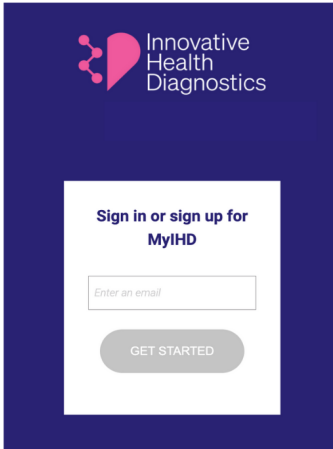 Innovative
Health
Diagnostics
Sign in or sign up for
MyIHD
Enter an email
GET STARTED